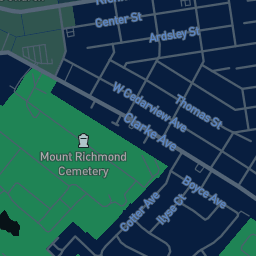 Center St
Ardsley St
W Cedarview Ave
Thomas St
Clarke Ave
Mount Richmond
Cemetery
Boyce Ave
Cotter Ave
Ilyse Ct